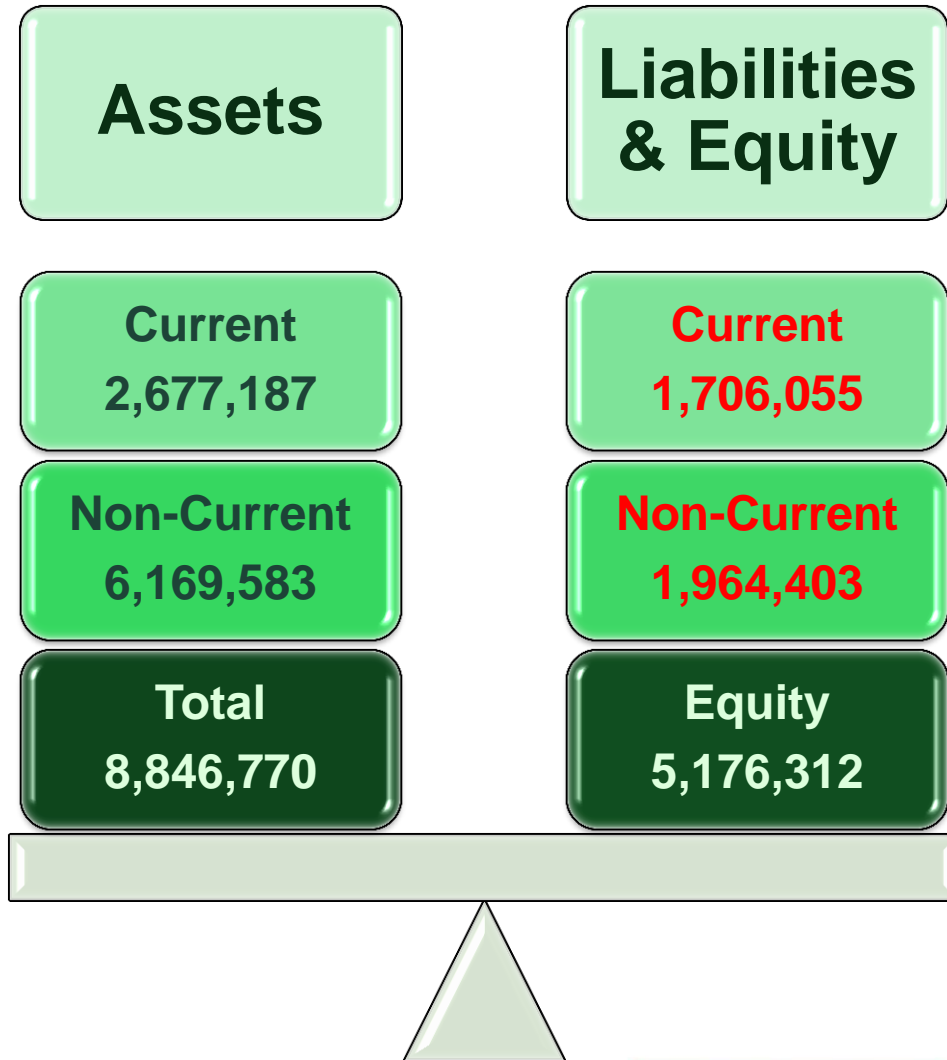 Assets
Current
2,677,187
Non-Current
6,169,583
Total
8,846,770
Liabilities
& Equity
Current
1,706,055
Non-Current
1,964,403
Equity
5,176,312